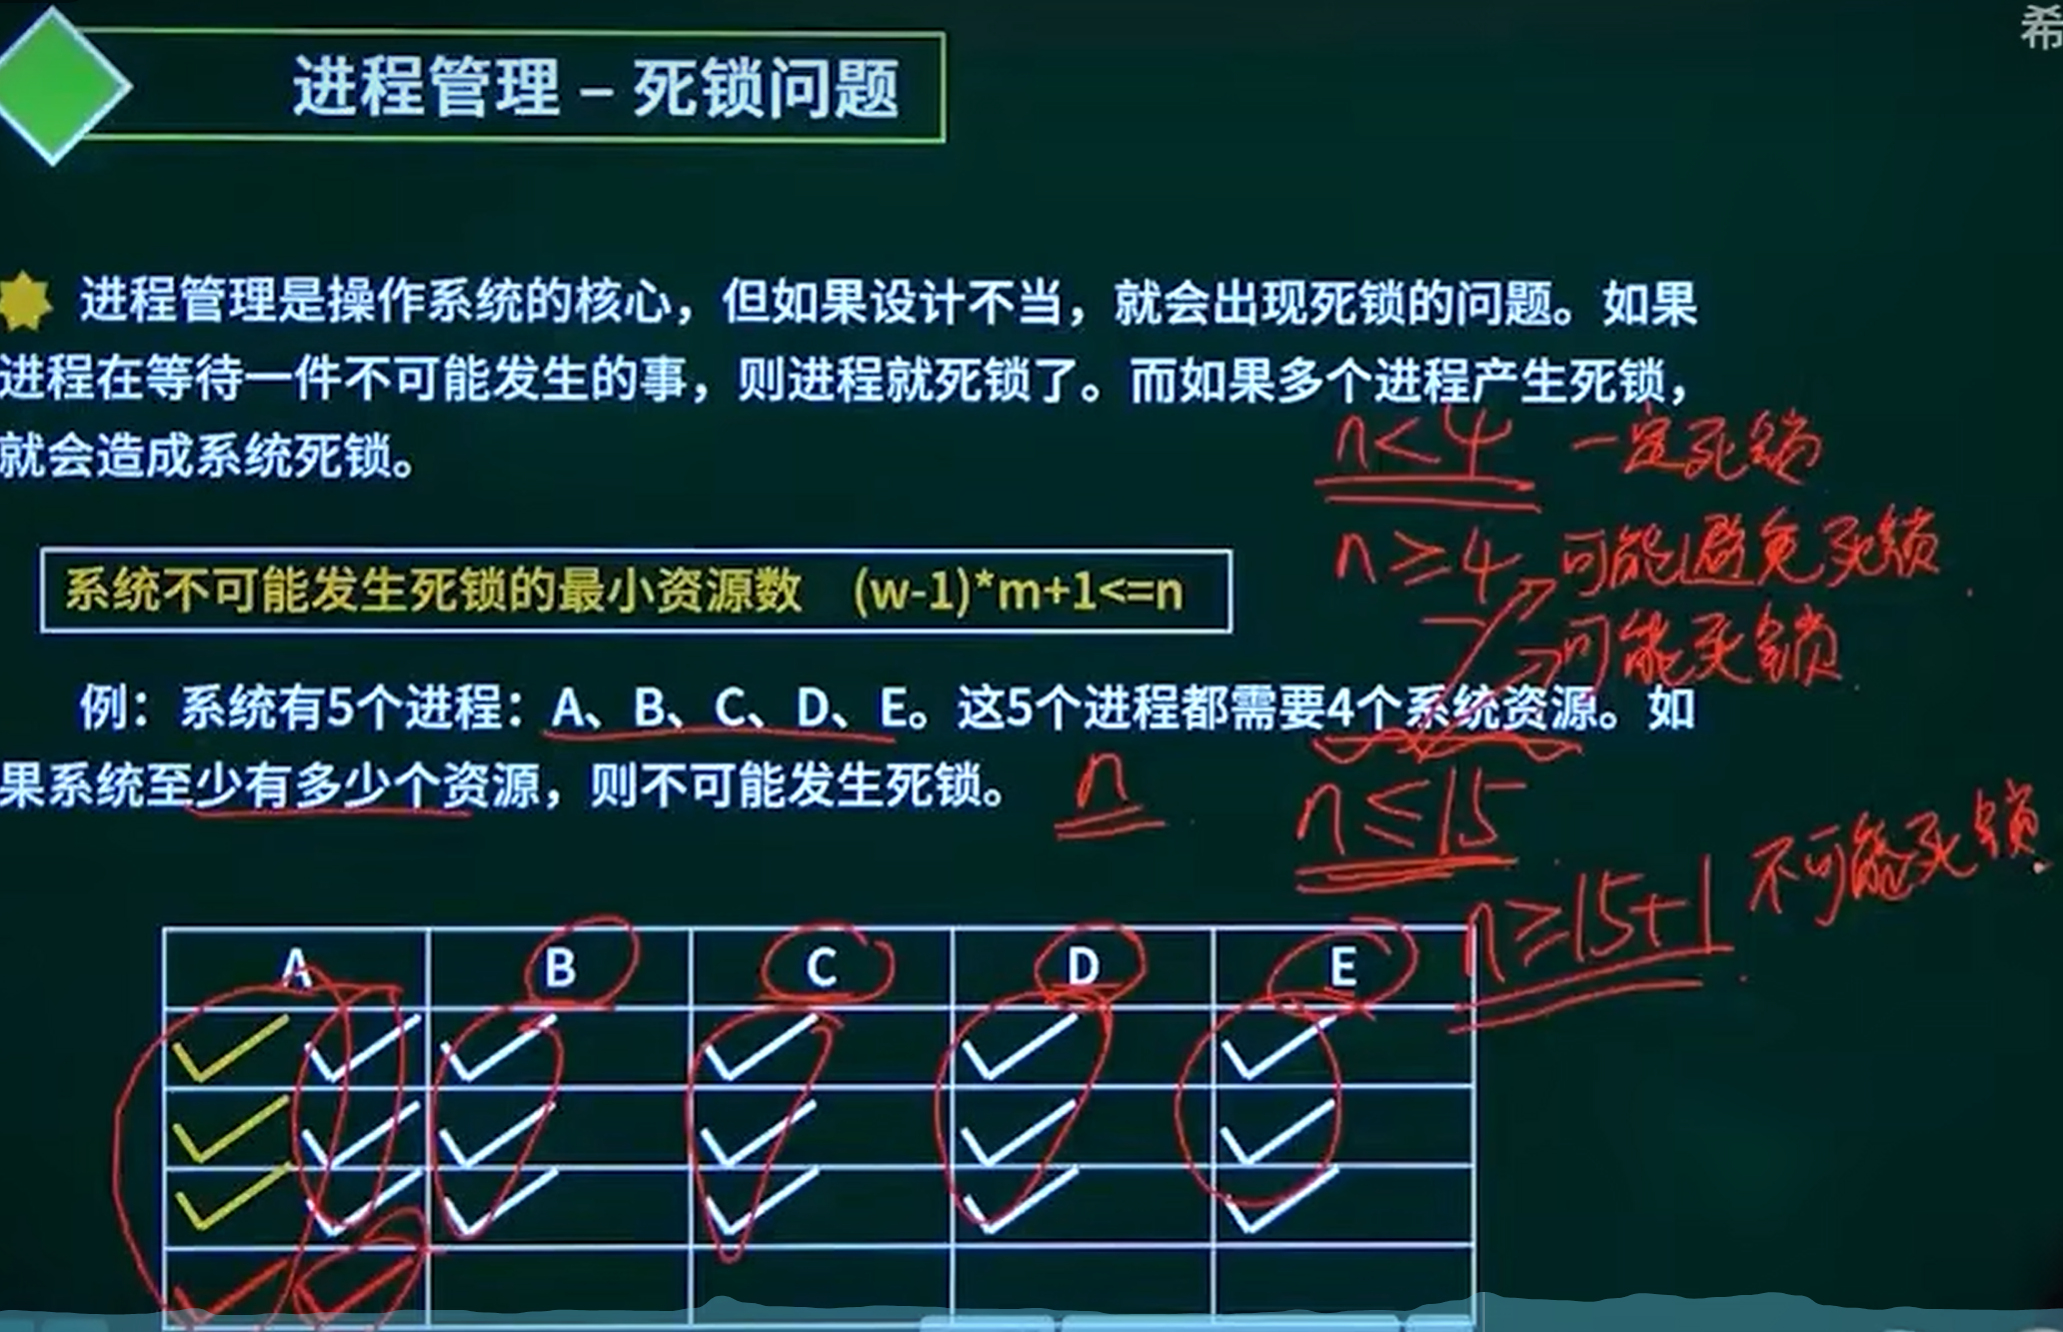 希
进程管理 – 死锁问题
进程管理是操作系统的核心，但如果设计不当，就会出现死锁的问题。如果
进程在等待一件不可能发生的事，则进程就死锁了。而如果多个进程产生死锁，
就会造成系统死锁。
n<4 一定死锁
n≥4 可能避免死锁
可能死锁
系统不可能发生死锁的最小资源数 (w-1)*m+1<=n
例：系统有5个进程：A、B、C、D、E。这5个进程都需要4个系统资源。如
果系统至少有多少个资源，则不可能发生死锁。
n
n≤15
n≥15+1 不可能死锁
A B C D E